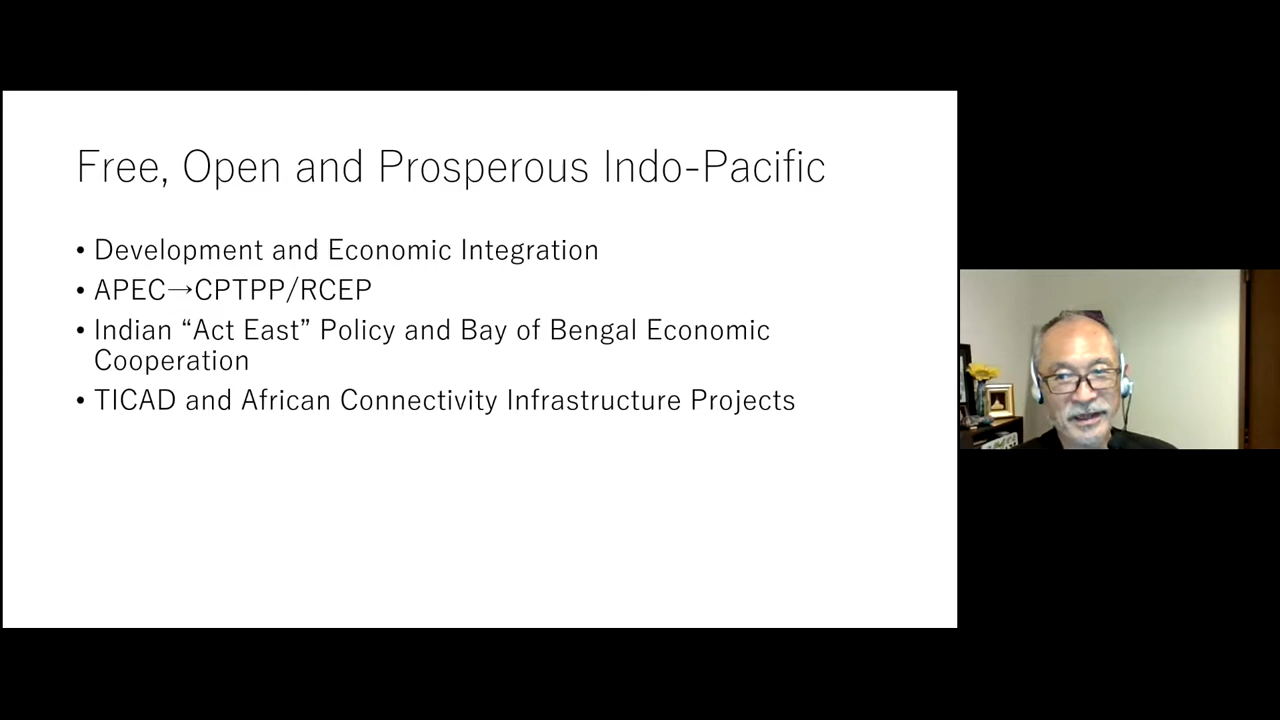 Free, Open and Prosperous Indo-Pacific
• Development and Economic Integration
• APEC→CPTPP/RCEP
• Indian “Act East” Policy and Bay of Bengal Economic
Cooperation
• TICAD and African Connectivity Infrastructure Projects